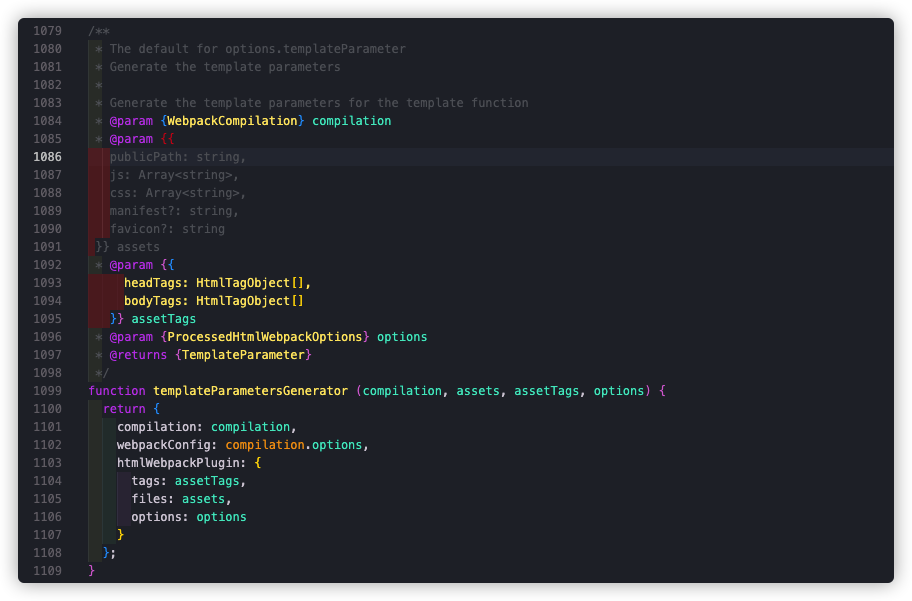 1079 /**
1080  * The default for options.templateParameter
1081  * Generate the template parameters
1082  *
1083  * Generate the template parameters for the template function
1084  * @param {WebpackCompilation} compilation
1085  * @param {{
1086    publicPath: string,
1087    js: Array<string>,
1088    css: Array<string>,
1089    manifest?: string,
1090    favicon?: string
1091  }} assets
1092  * @param {{
1093      headTags: HtmlTagObject[],
1094      bodyTags: HtmlTagObject[]
1095    }} assetTags
1096  * @param {ProcessedHtmlWebpackOptions} options
1097  * @returns {TemplateParameter}
1098  */
1099 function templateParametersGenerator (compilation, assets, assetTags, options) {
1100   return {
1101     compilation: compilation,
1102     webpackConfig: compilation.options,
1103     htmlWebpackPlugin: {
1104       tags: assetTags,
1105       files: assets,
1106       options: options
1107     }
1108   };
1109 }